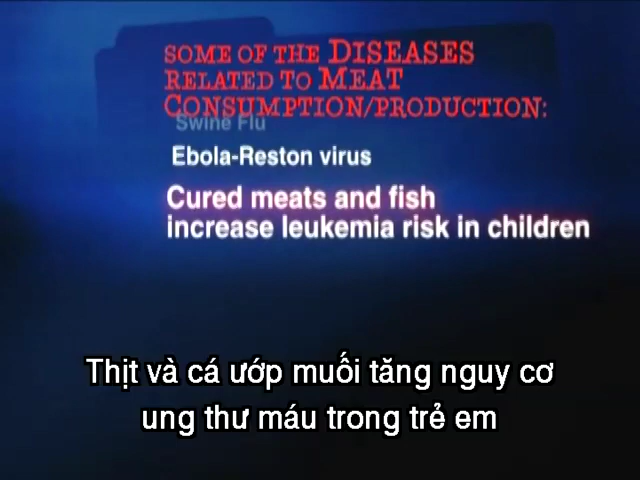 SOME OF THE DISEASES
RELATED TO MEAT
CONSUMPTION/PRODUCTION:
Swine Flu
Ebola-Reston virus
Cured meats and fish
increase leukemia risk in children
Thịt và cá ướp muối tăng nguy cơ
ung thư máu trong trẻ em